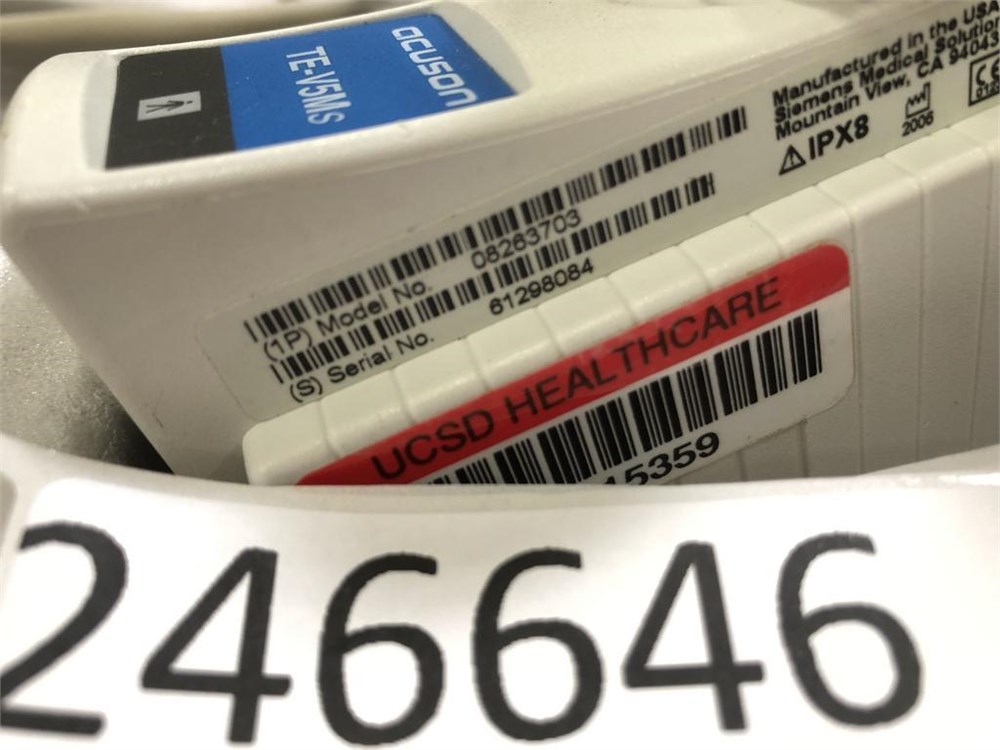 acuson
TE-V5Ms
Manufactured in the USA
Siemens Medical Solutions
Mountain View, CA 94043
IPX8
2006
(1P) Model No. 08263703
(S) Serial No. 61298084
UCSD HEALTHCARE
15359
246646